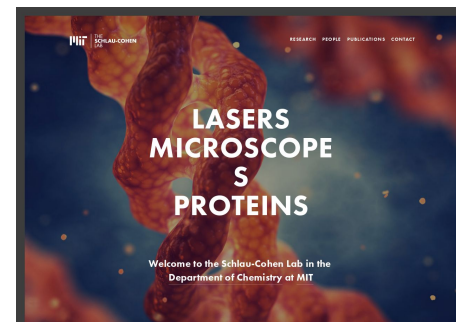 MIT
THE
SCHLAU-COHEN
LAB
RESEARCH PEOPLE PUBLICATIONS CONTACT
LASERS
MICROSCOPE
S
PROTEINS
Welcome to the Schlau-Cohen Lab in the
Department of Chemistry at MIT